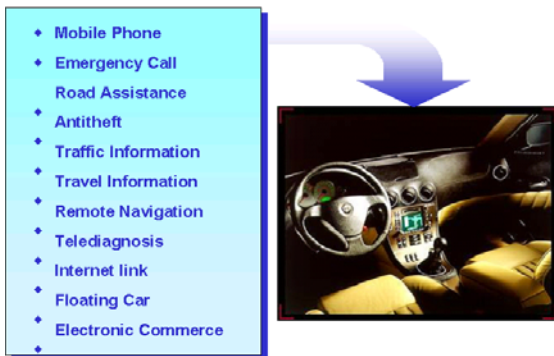 Mobile Phone
Emergency Call
Road Assistance
Antitheft
Traffic Information
Travel Information
Remote Navigation
Telediagnosis
Internet link
Floating Car
Electronic Commerce